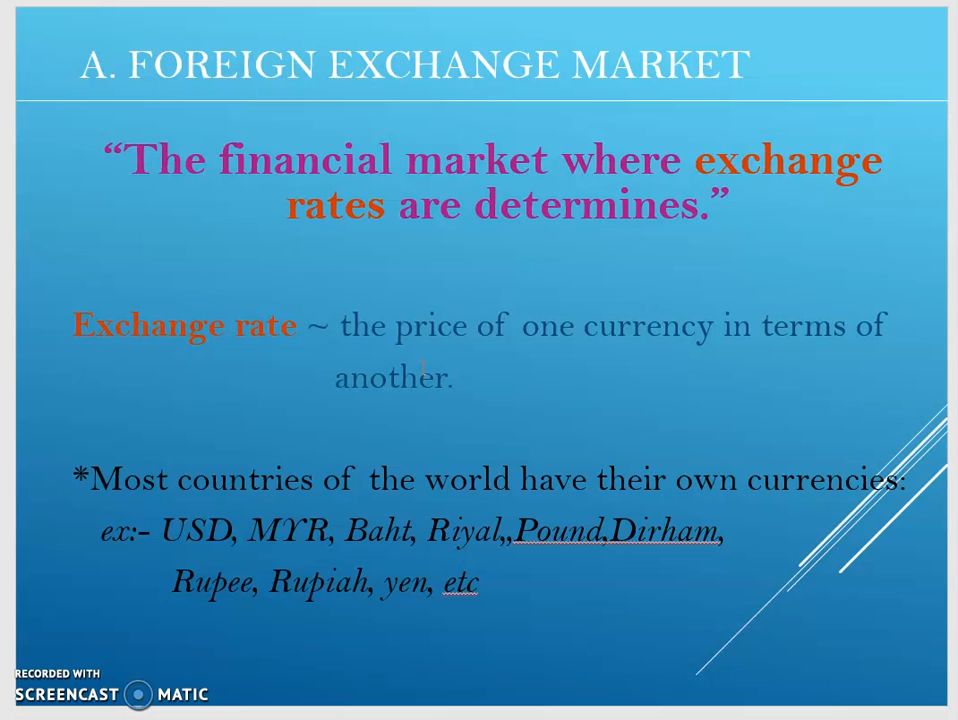 A. FOREIGN EXCHANGE MARKET
“The financial market where exchange
rates are determines.”
Exchange rate ~ the price of one currency in terms of
another.
*Most countries of the world have their own currencies:
ex:- USD, MYR, Baht, Riyal,,Pound,Dirham,
Rupee, Rupiah, yen, etc
RECORDED WITH
SCREENCAST MATIC